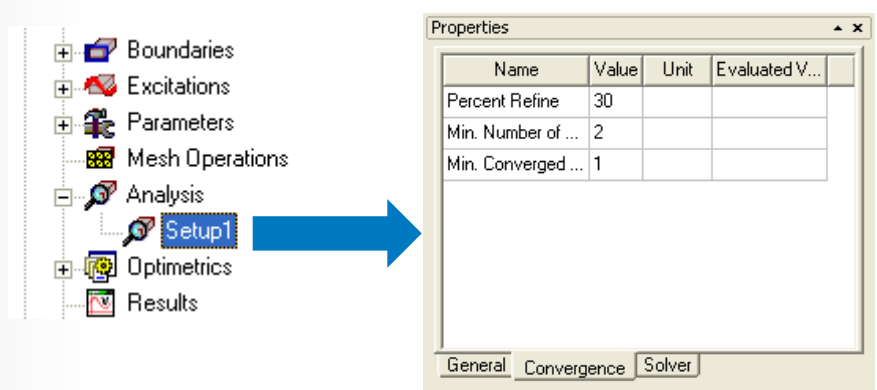 Boundaries
Excitations
Parameters
Mesh Operations
Analysis
Setup1
Optimetrics
Results
Properties
Name Value Unit Evaluated V...
Percent Refine 30
Min. Number of ... 2
Min. Converged ... 1
General Convergence Solver